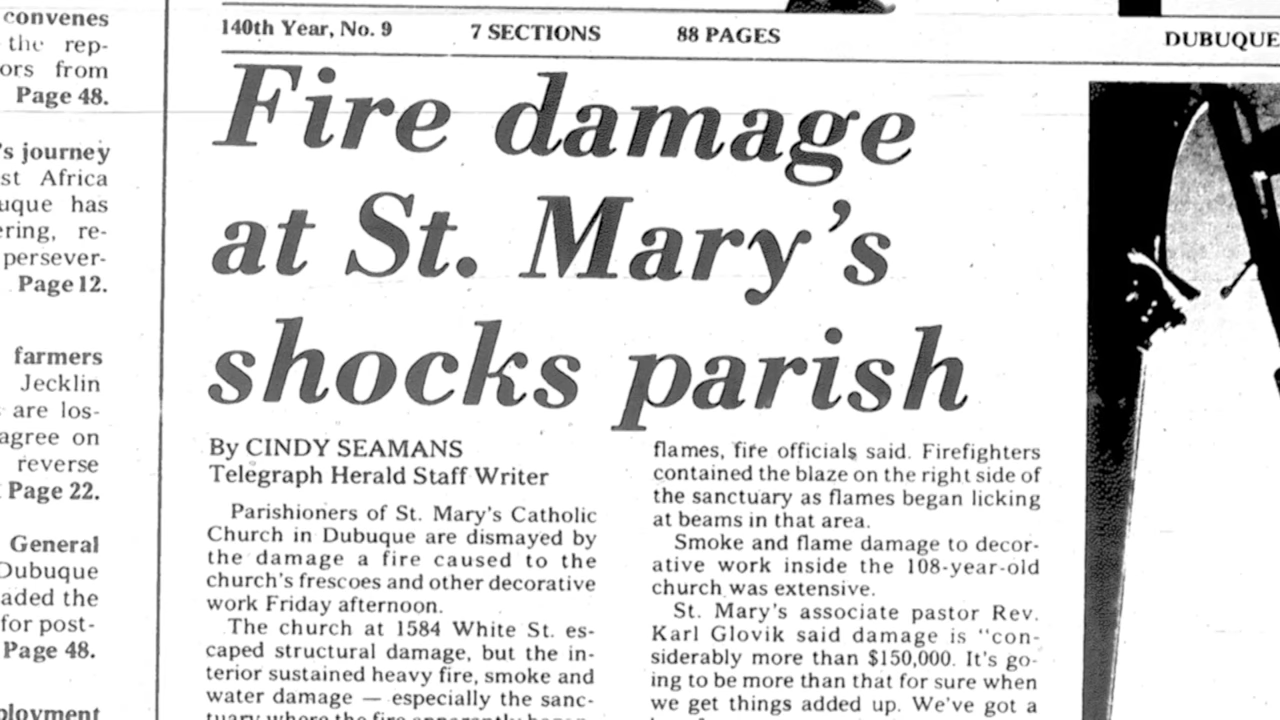 convenes
the rep-
ors from
Page 48.
's journey
st Africa
uque has
ering, re-
persever-
Page 12.
farmers
Jecklin
are los-
agree on
reverse
Page 22.
General
Dubuque
aded the
for post-
Page 48.
ployment
140th Year, No. 9 7 SECTIONS 88 PAGES DUBUQUE
Fire damage
at St. Mary's
shocks parish
By CINDY SEAMANS
Telegraph Herald Staff Writer
Parishioners of St. Mary's Catholic
Church in Dubuque are dismayed by
the damage a fire caused to the
church's frescoes and other decorative
work Friday afternoon.
The church at 1584 White St. es-
caped structural damage, but the in-
terior sustained heavy fire, smoke and
water damage — especially the sanc-
tuary where the fire apparently began
flames, fire officials said. Firefighters
contained the blaze on the right side of
the sanctuary as flames began licking
at beams in that area.
Smoke and flame damage to decor-
ative work inside the 108-year-old
church was extensive.
St. Mary's associate pastor Rev.
Karl Glovik said damage is "con-
siderably more than $150,000. It's go-
ing to be more than that for sure when
we get things added up. We've got a